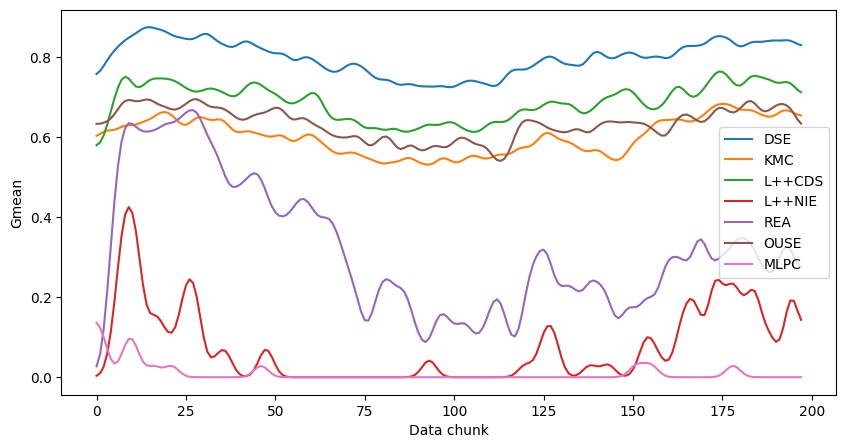 0.8
0.6
0.4
0.2
0.0
Gmean
0
25
50
75
100
125
150
175
200
Data chunk
DSE
KMC
L++CDS
L++NIE
REA
OUSE
MLPC